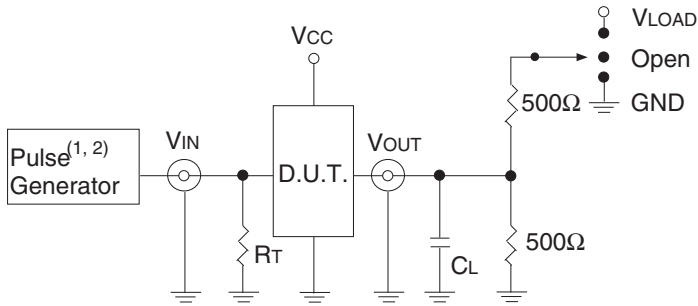 VLOAD
VCC
Open
500Ω
GND
Pulse(1, 2)
Generator
VIN
D.U.T.
VOUT
RT
CL
500Ω